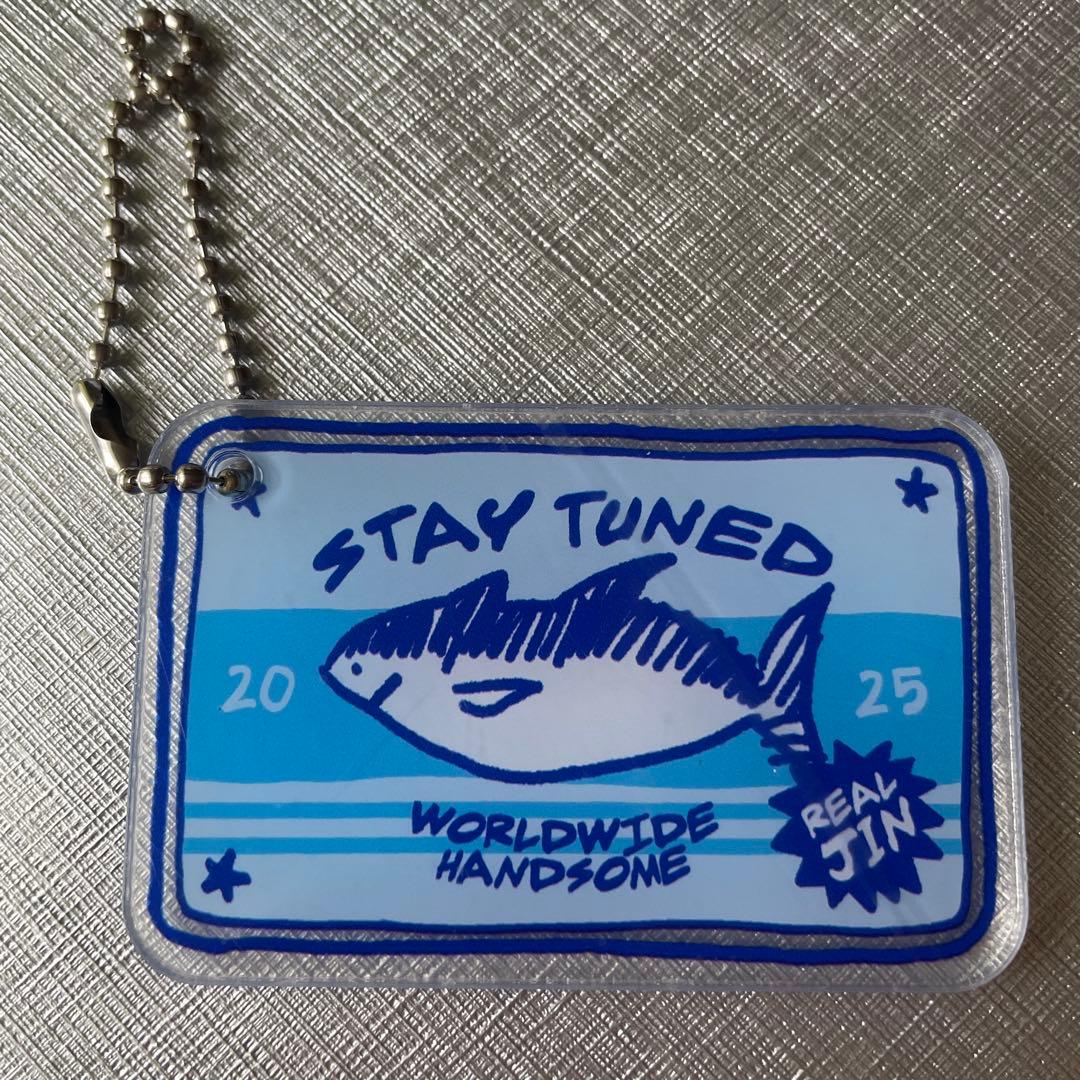 STAY TUNED
20
25
WORLDWIDE
HANDSOME
REAL
JIN